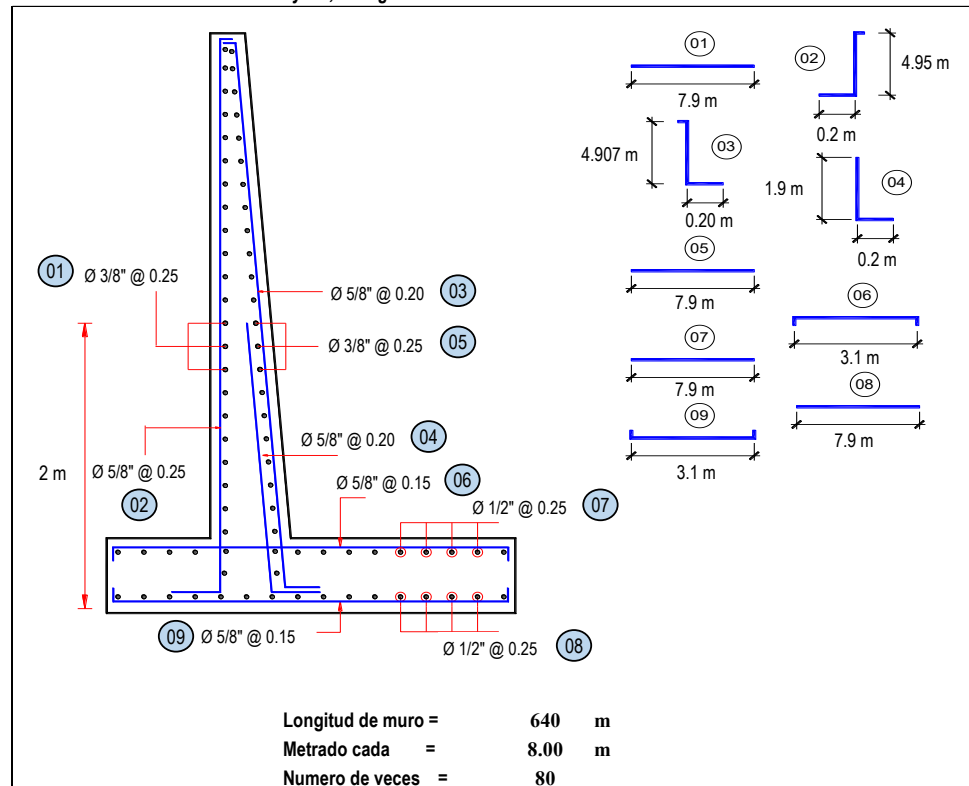 01
7.9 m
02
4.95 m
0.2 m
4.907 m
03
0.20 m
1.9 m
04
0.2 m
05
7.9 m
06
3.1 m
07
7.9 m
08
7.9 m
09
3.1 m
01 Ø 3/8" @ 0.25
Ø 5/8" @ 0.20 03
Ø 3/8" @ 0.25 05
2 m
Ø 5/8" @ 0.25
02
Ø 5/8" @ 0.20 04
Ø 5/8" @ 0.15 06
Ø 1/2" @ 0.25 07
09 Ø 5/8" @ 0.15
Ø 1/2" @ 0.25 08
Longitud de muro = 640 m
Metrado cada = 8.00 m
Numero de veces = 80